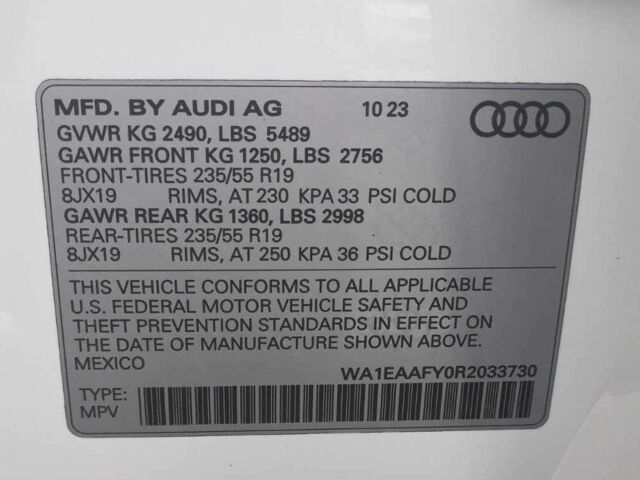 MFD. BY AUDI AG 10 23
GVWR KG 2490, LBS 5489
GAWR FRONT KG 1250, LBS 2756
FRONT-TIRES 235/55 R19
8JX19 RIMS, AT 230 KPA 33 PSI COLD
GAWR REAR KG 1360, LBS 2998
REAR-TIRES 235/55 R19
8JX19 RIMS, AT 250 KPA 36 PSI COLD
THIS VEHICLE CONFORMS TO ALL APPLICABLE
U.S. FEDERAL MOTOR VEHICLE SAFETY AND
THEFT PREVENTION STANDARDS IN EFFECT ON
THE DATE OF MANUFACTURE SHOWN ABOVE.
MEXICO
WA1EAAFY0R2033730
TYPE:
MPV